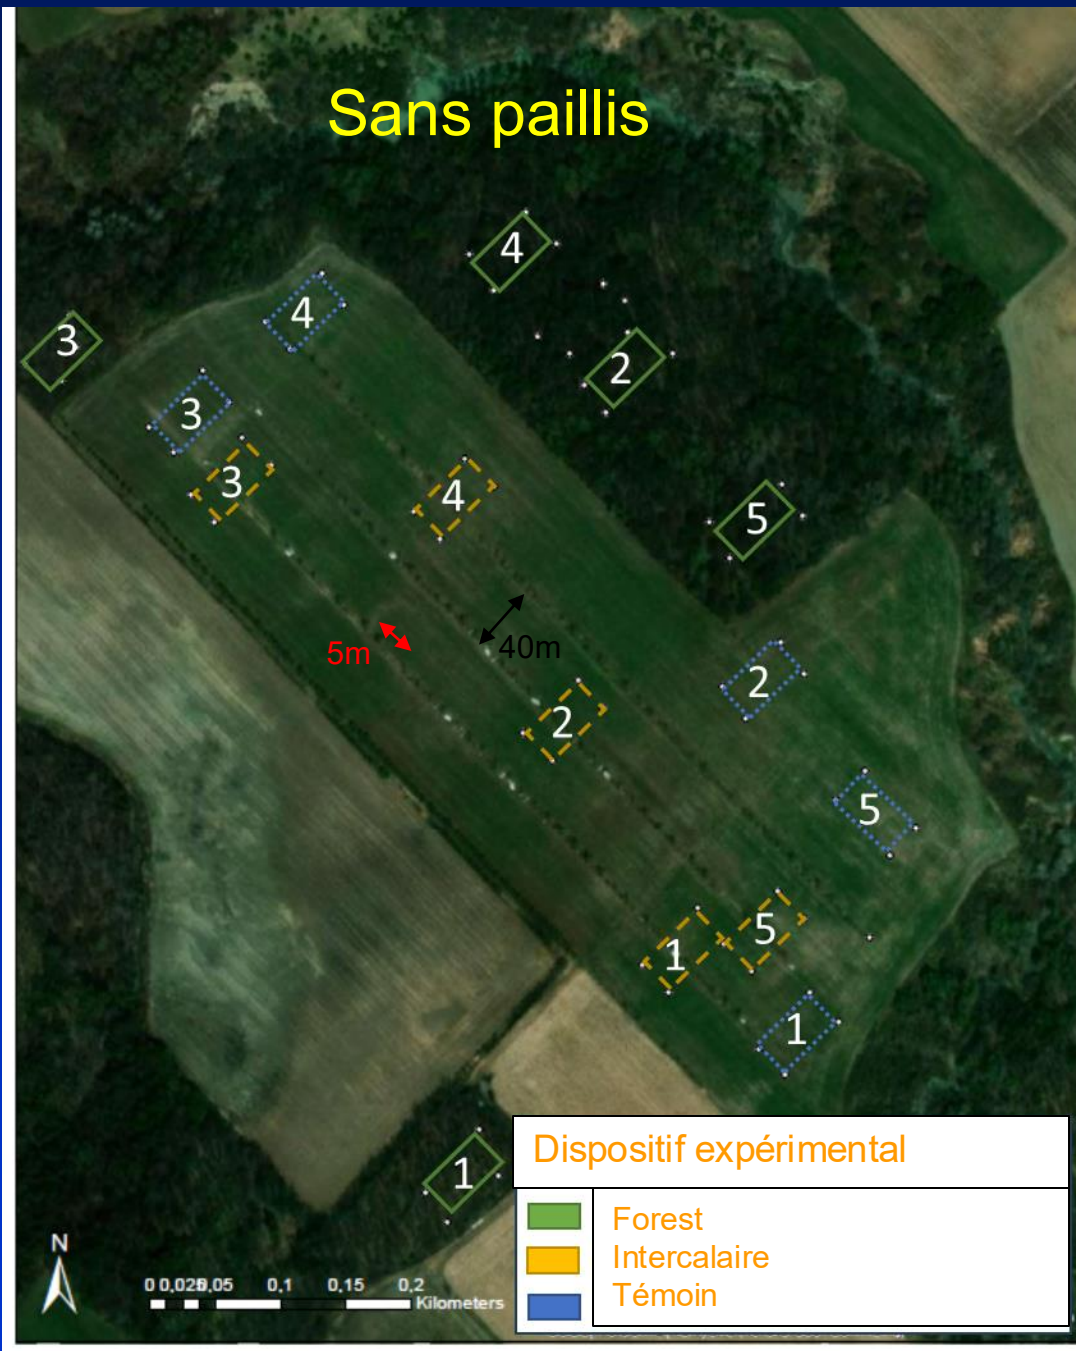 Sans paillis
4
4
3
2
3
3
4
5
5m
40m
2
2
5
5
1
1
1
Dispositif expérimental
Forest
Intercalaire
Témoin
N
0 0,025 0,05 0,1 0,15 0,2
Kilometers